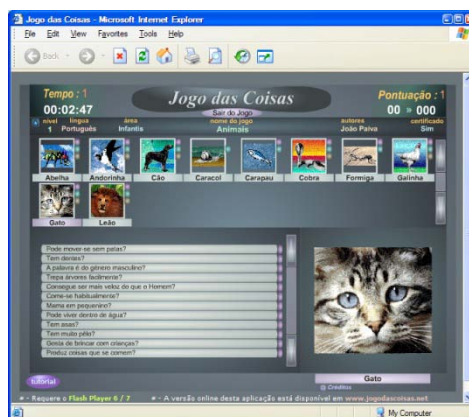 Jogo das Coisas - Microsoft Internet Explorer
File Edit View Favorites Tools Help
Back
Tempo : 1
00:02:47
Jogo das Coisas
Sair do Jogo
Pontuação : 1
00 » 000
nível língua área nome do jogo autores certificado
1 Português Infantis Animais João Paiva Sim
Abelha Andorinha Cão Caracol Carapau Cobra Formiga Galinha
Gato Leão
Pode mover-se sem patas?
Tem dentes?
A palavra é do género masculino?
Trepa árvores facilmente?
Consegue ser mais veloz do que o Homem?
Come-se habitualmente?
Mama em pequenino?
Pode viver dentro de água?
Tem asas?
Tem muito pêlo?
Gosta de brincar com crianças?
Produz coisas que se comem?
Gato
tutorial
Créditos
- Requere o Flash Player 6 / 7 - A versão online desta aplicação está disponível em www.jogodascoisas.net
My Computer